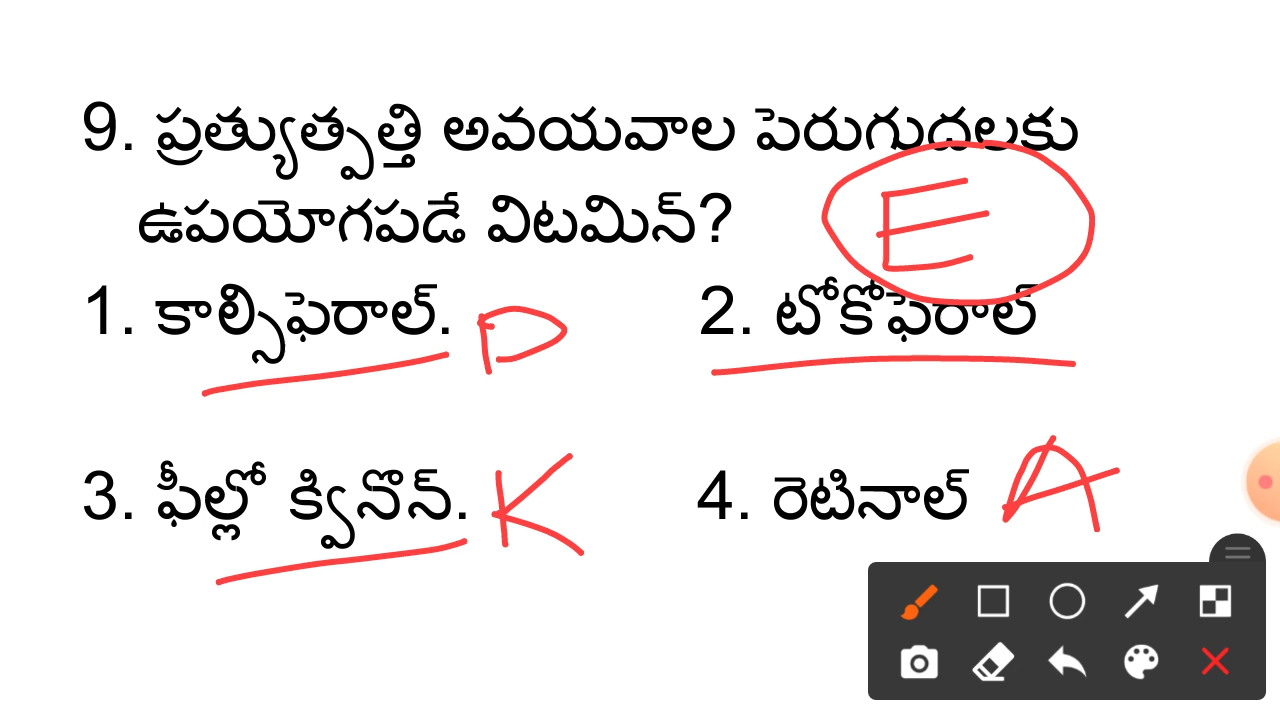 9. ప్రత్యుత్పత్తి అవయవాల పెరుగుదలకు
ఉపయోగపడే విటమిన్? E
1. కాల్సిఫెరాల్. D 2. టోకోఫెరాల్
3. ఫీల్లో క్వినొన్. K 4. రెటినాల్ A